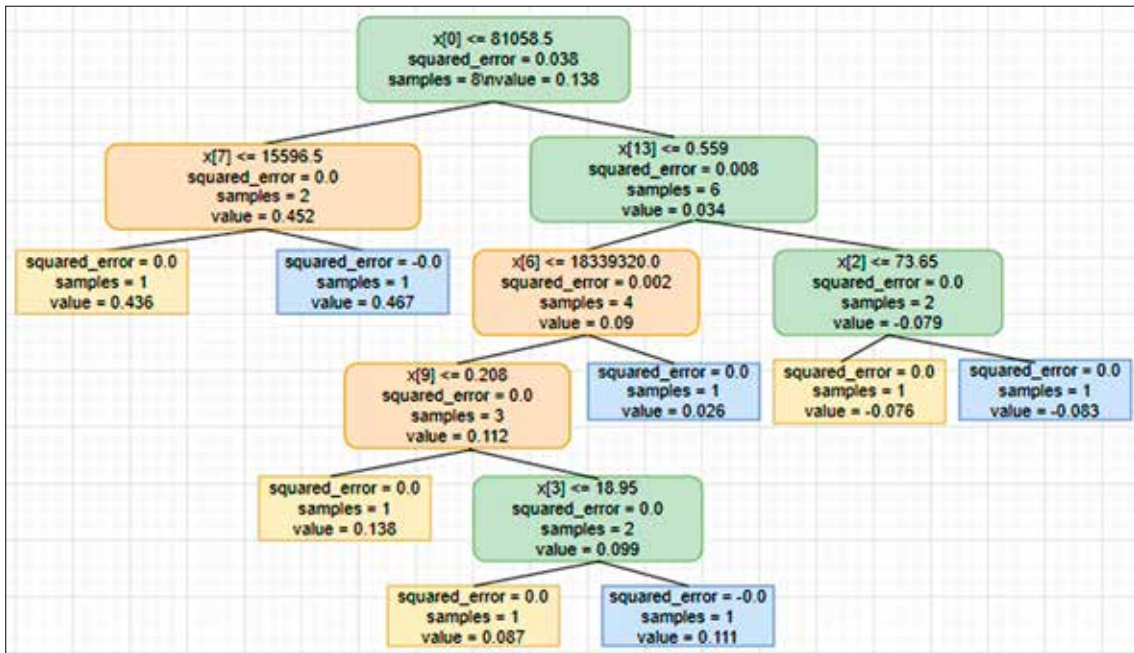 x[0] <= 81058.5
squared_error = 0.038
samples = 8\nvalue = 0.138
x[7] <= 15596.5
squared_error = 0.0
samples = 2
value = 0.452
x[13] <= 0.559
squared_error = 0.008
samples = 6
value = 0.034
squared_error = 0.0
samples = 1
value = 0.436
squared_error = -0.0
samples = 1
value = 0.467
x[6] <= 18339320.0
squared_error = 0.002
samples = 4
value = 0.09
x[2] <= 73.65
squared_error = 0.0
samples = 2
value = -0.079
x[9] <= 0.208
squared_error = 0.0
samples = 3
value = 0.112
squared_error = 0.0
samples = 1
value = 0.026
squared_error = 0.0
samples = 1
value = -0.076
squared_error = 0.0
samples = 1
value = -0.083
squared_error = 0.0
samples = 1
value = 0.138
x[3] <= 18.95
squared_error = 0.0
samples = 2
value = 0.099
squared_error = 0.0
samples = 1
value = 0.087
squared_error = -0.0
samples = 1
value = 0.111